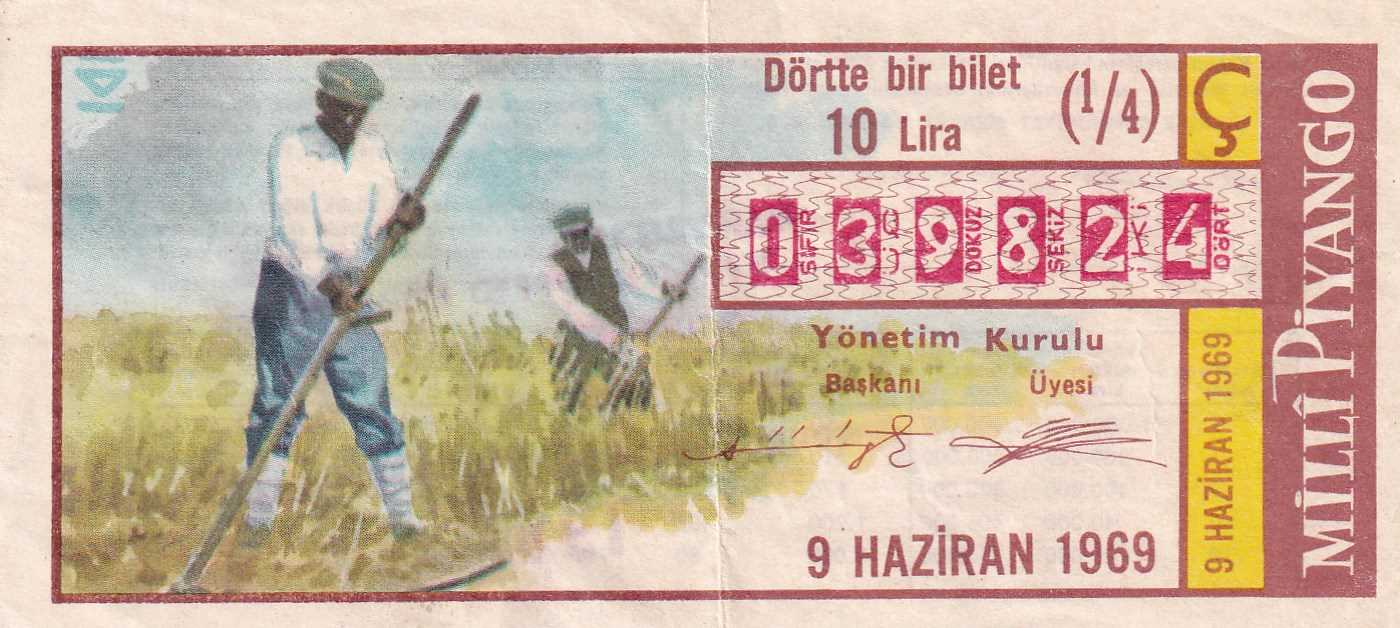 Dörtte bir bilet
10 Lira
(1/4)
Ç
0 SIFIR 3 ÜÇ 9 DOKUZ 8 SEKİZ 2 İKİ 4 DÖRT
Yönetim Kurulu
Başkanı Üyesi
9 HAZİRAN 1969
9 HAZİRAN 1969
MİLLÎ PİYANGO